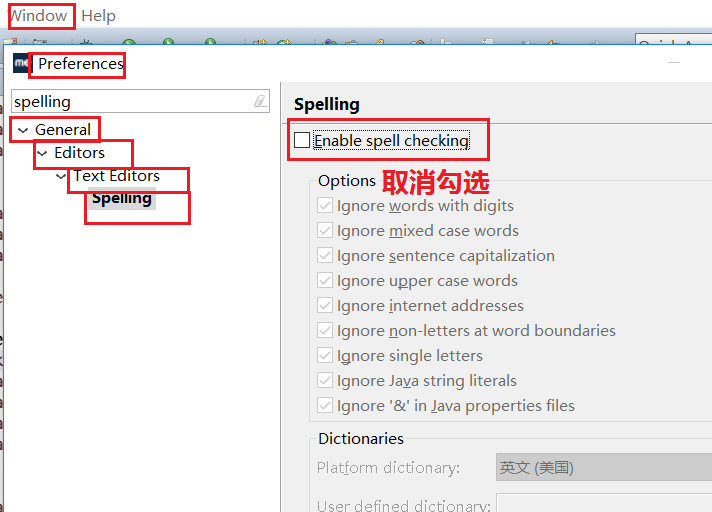 Window Help
me Preferences
spelling
Spelling
General
Enable spell checking
Editors
Text Editors
Options 取消勾选
Spelling
Ignore words with digits
Ignore mixed case words
Ignore sentence capitalization
Ignore upper case words
Ignore internet addresses
Ignore non-letters at word boundaries
Ignore single letters
Ignore Java string literals
Ignore '&' in Java properties files
Dictionaries
Platform dictionary: 英文 (美国)
User defined dictionary: